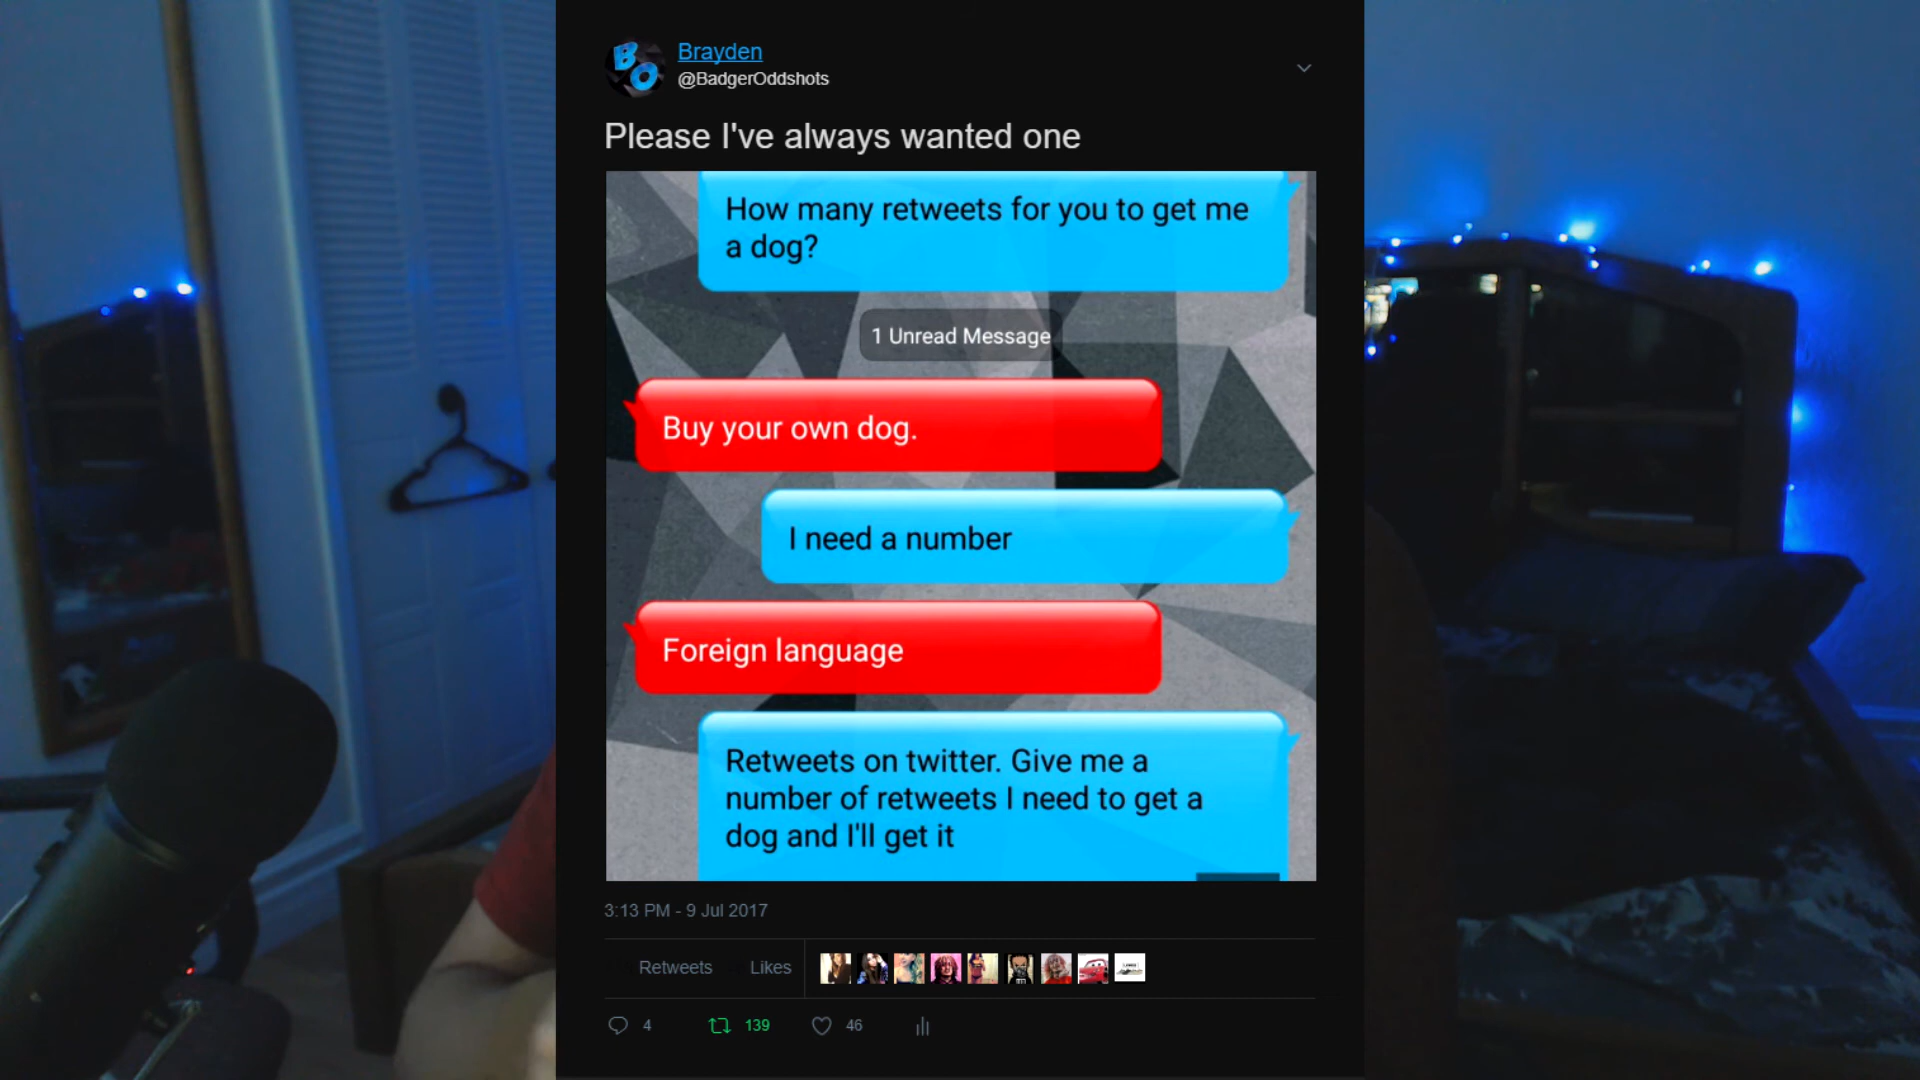 BO
Brayden
@BadgerOddshots
Please I've always wanted one
How many retweets for you to get me
a dog?
1 Unread Message
Buy your own dog.
I need a number
Foreign language
Retweets on twitter. Give me a
number of retweets I need to get a
dog and I'll get it
3:13 PM - 9 Jul 2017
Retweets Likes
4 139 46